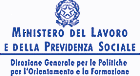 MINISTERO DEL LAVORO
E DELLA PREVIDENZA SOCIALE
Direzione Generale per le Politiche
per l'Orientamento e la Formazione